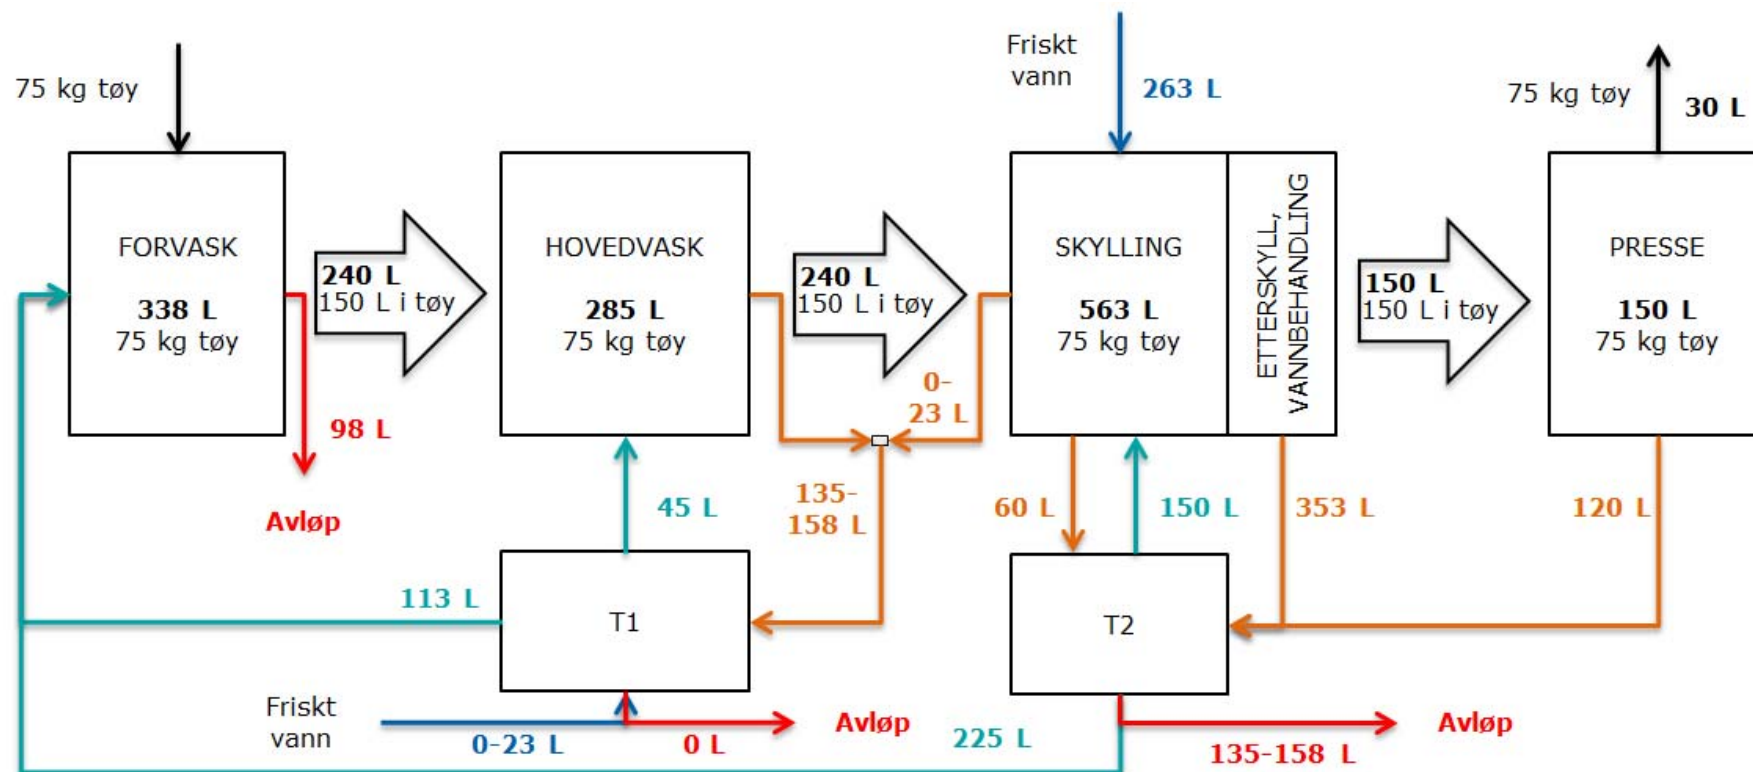 75 kg tøy
Friskt
vann
263 L
75 kg tøy
30 L
FORVASK
338 L
75 kg tøy
240 L
150 L i tøy
HOVEDVASK
285 L
75 kg tøy
240 L
150 L i tøy
SKYLLING
563 L
75 kg tøy
ETTERSKYLL,
VANNBEHANDLING
150 L
150 L i tøy
PRESSE
150 L
75 kg tøy
98 L
Avløp
0-
23 L
45 L
135-
158 L
60 L
150 L
353 L
120 L
113 L
T1
T2
Friskt
vann
0-23 L
0 L
Avløp
225 L
135-158 L
Avløp